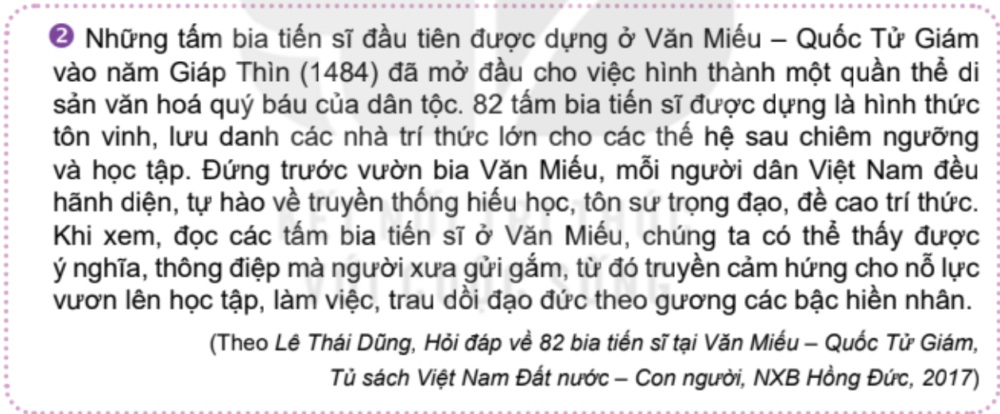 ❷ Những tấm bia tiến sĩ đầu tiên được dựng ở Văn Miếu – Quốc Tử Giám
vào năm Giáp Thìn (1484) đã mở đầu cho việc hình thành một quần thể di
sản văn hoá quý báu của dân tộc. 82 tấm bia tiến sĩ được dựng là hình thức
tôn vinh, lưu danh các nhà trí thức lớn cho các thế hệ sau chiêm ngưỡng
và học tập. Đứng trước vườn bia Văn Miếu, mỗi người dân Việt Nam đều
hãnh diện, tự hào về truyền thống hiếu học, tôn sư trọng đạo, đề cao trí thức.
Khi xem, đọc các tấm bia tiến sĩ ở Văn Miếu, chúng ta có thể thấy được
ý nghĩa, thông điệp mà người xưa gửi gắm, từ đó truyền cảm hứng cho nỗ lực
vươn lên học tập, làm việc, trau dồi đạo đức theo gương các bậc hiền nhân.
(Theo Lê Thái Dũng, Hỏi đáp về 82 bia tiến sĩ tại Văn Miếu – Quốc Tử Giám,
Tủ sách Việt Nam Đất nước – Con người, NXB Hồng Đức, 2017)
KẾT NỐI TRI THỨC
VỚI CUỘC SỐNG